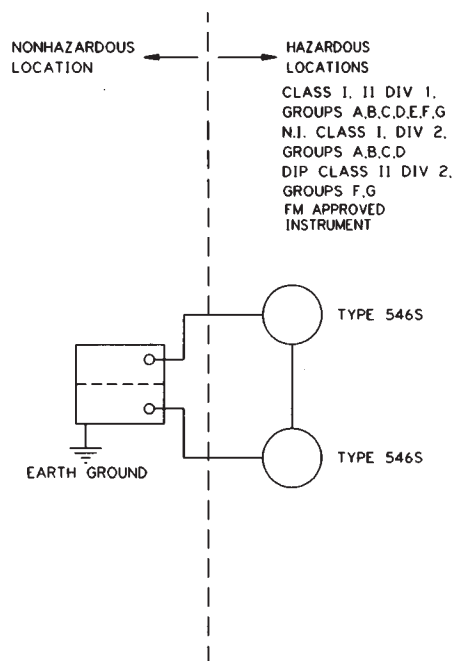 NONHAZARDOUS
LOCATION
HAZARDOUS
LOCATIONS
CLASS I, II DIV 1,
GROUPS A,B,C,D,E,F,G
N.I. CLASS I, DIV 2,
GROUPS A,B,C,D
DIP CLASS II DIV 2,
GROUPS F,G
FM APPROVED
INSTRUMENT
TYPE 546S
TYPE 546S
EARTH GROUND